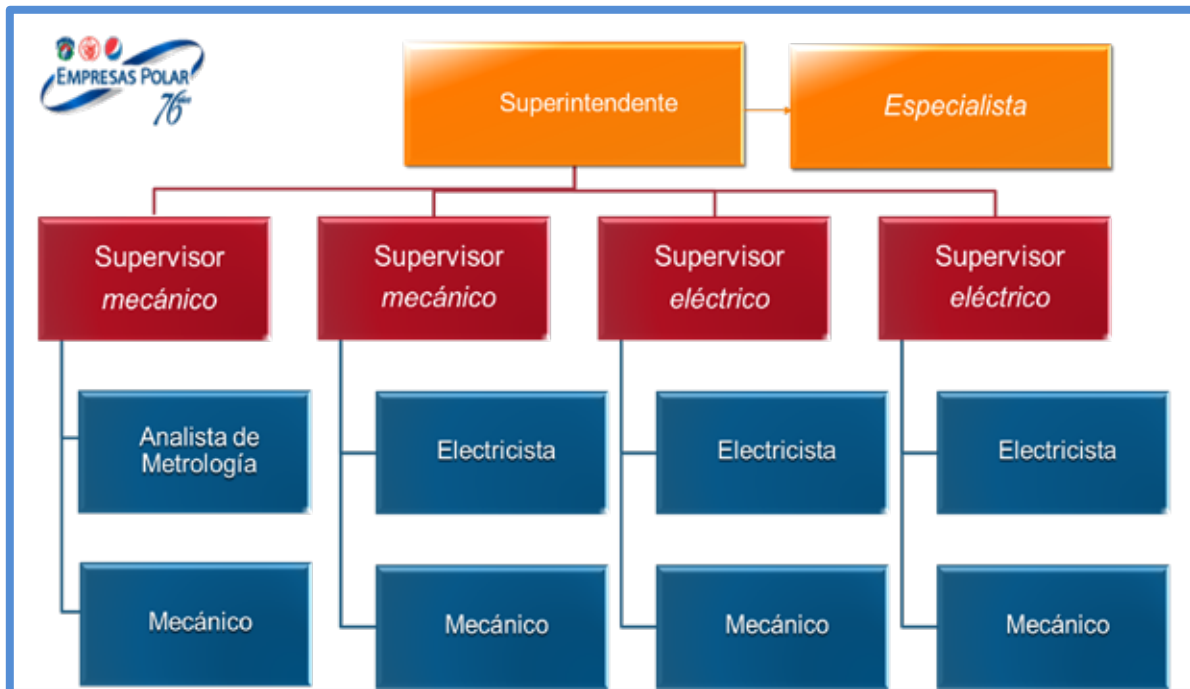 EMPRESAS POLAR
76
Superintendente
Especialista
Supervisor
mecánico
Supervisor
mecánico
Supervisor
eléctrico
Supervisor
eléctrico
Analista de
Metrología
Electricista
Electricista
Electricista
Mecánico
Mecánico
Mecánico
Mecánico